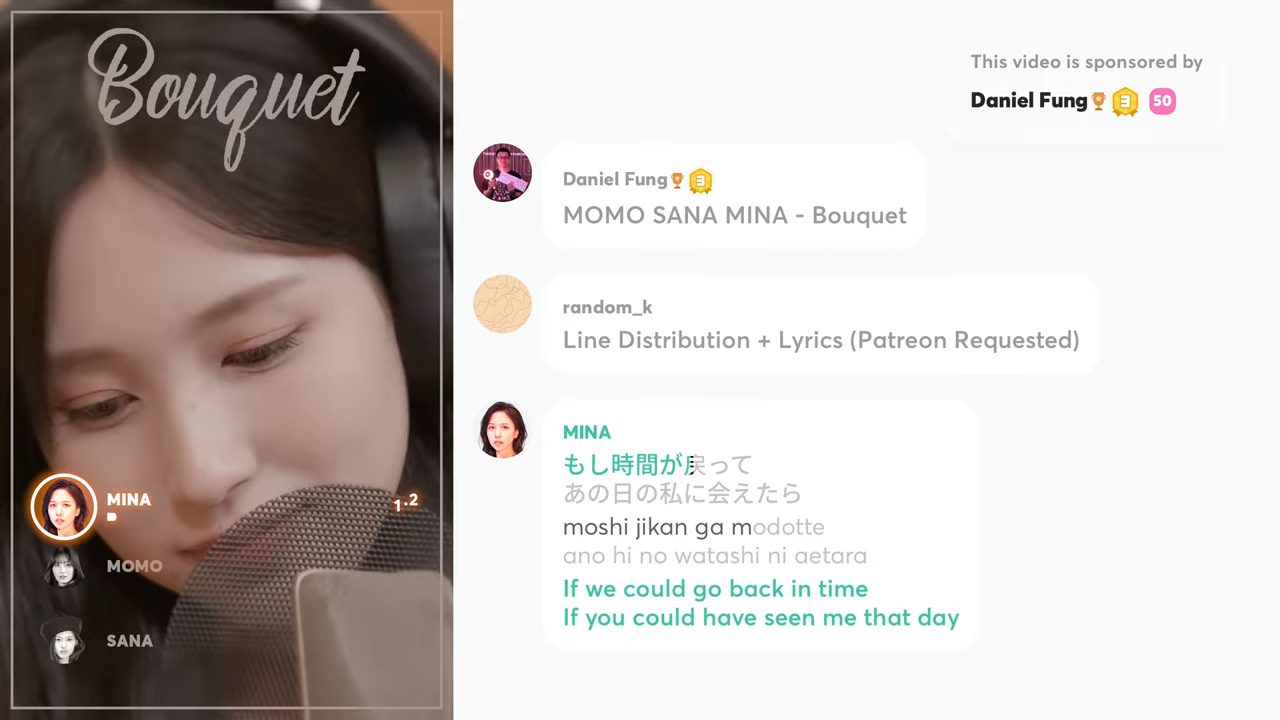 Bouquet
MINA
1.2
MOMO
SANA
This video is sponsored by
Daniel Fung 3 50
Daniel Fung 3
MOMO SANA MINA - Bouquet
random_k
Line Distribution + Lyrics (Patreon Requested)
MINA
もし時間が戻って
あの日の私に会えたら
moshi jikan ga modotte
ano hi no watashi ni aetara
If we could go back in time
If you could have seen me that day